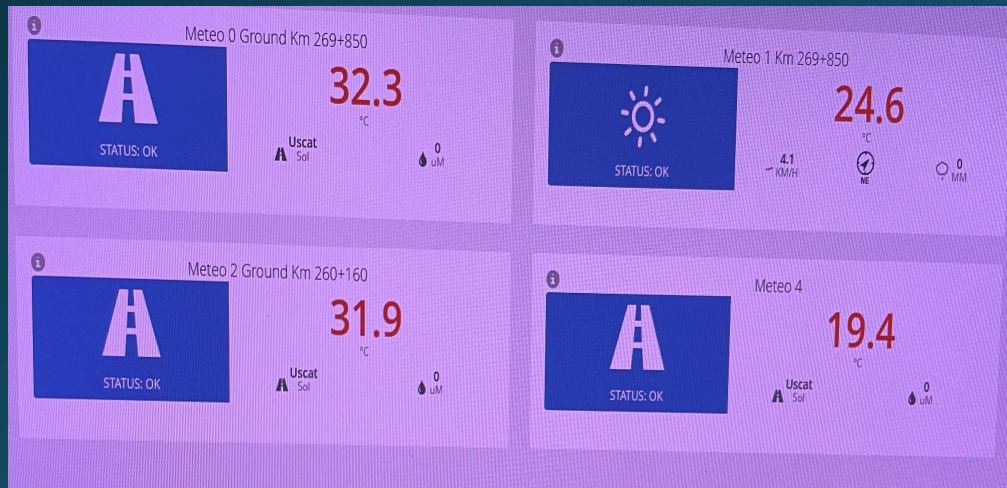 Meteo 0 Ground Km 269+850
32.3
°C
STATUS: OK
Uscat
Sol
0
uM
Meteo 1 Km 269+850
24.6
°C
STATUS: OK
4.1
KM/H
NE
0
MM
Meteo 2 Ground Km 260+160
31.9
°C
STATUS: OK
Uscat
Sol
0
uM
Meteo 4
19.4
°C
STATUS: OK
Uscat
Sol
0
uM